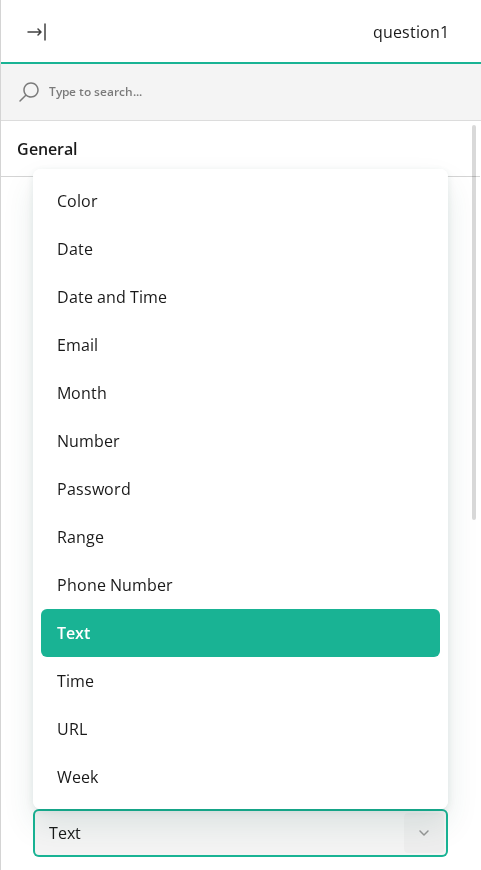 question1
Type to search...
General
Color
Date
Date and Time
Email
Month
Number
Password
Range
Phone Number
Text
Time
URL
Week
Text